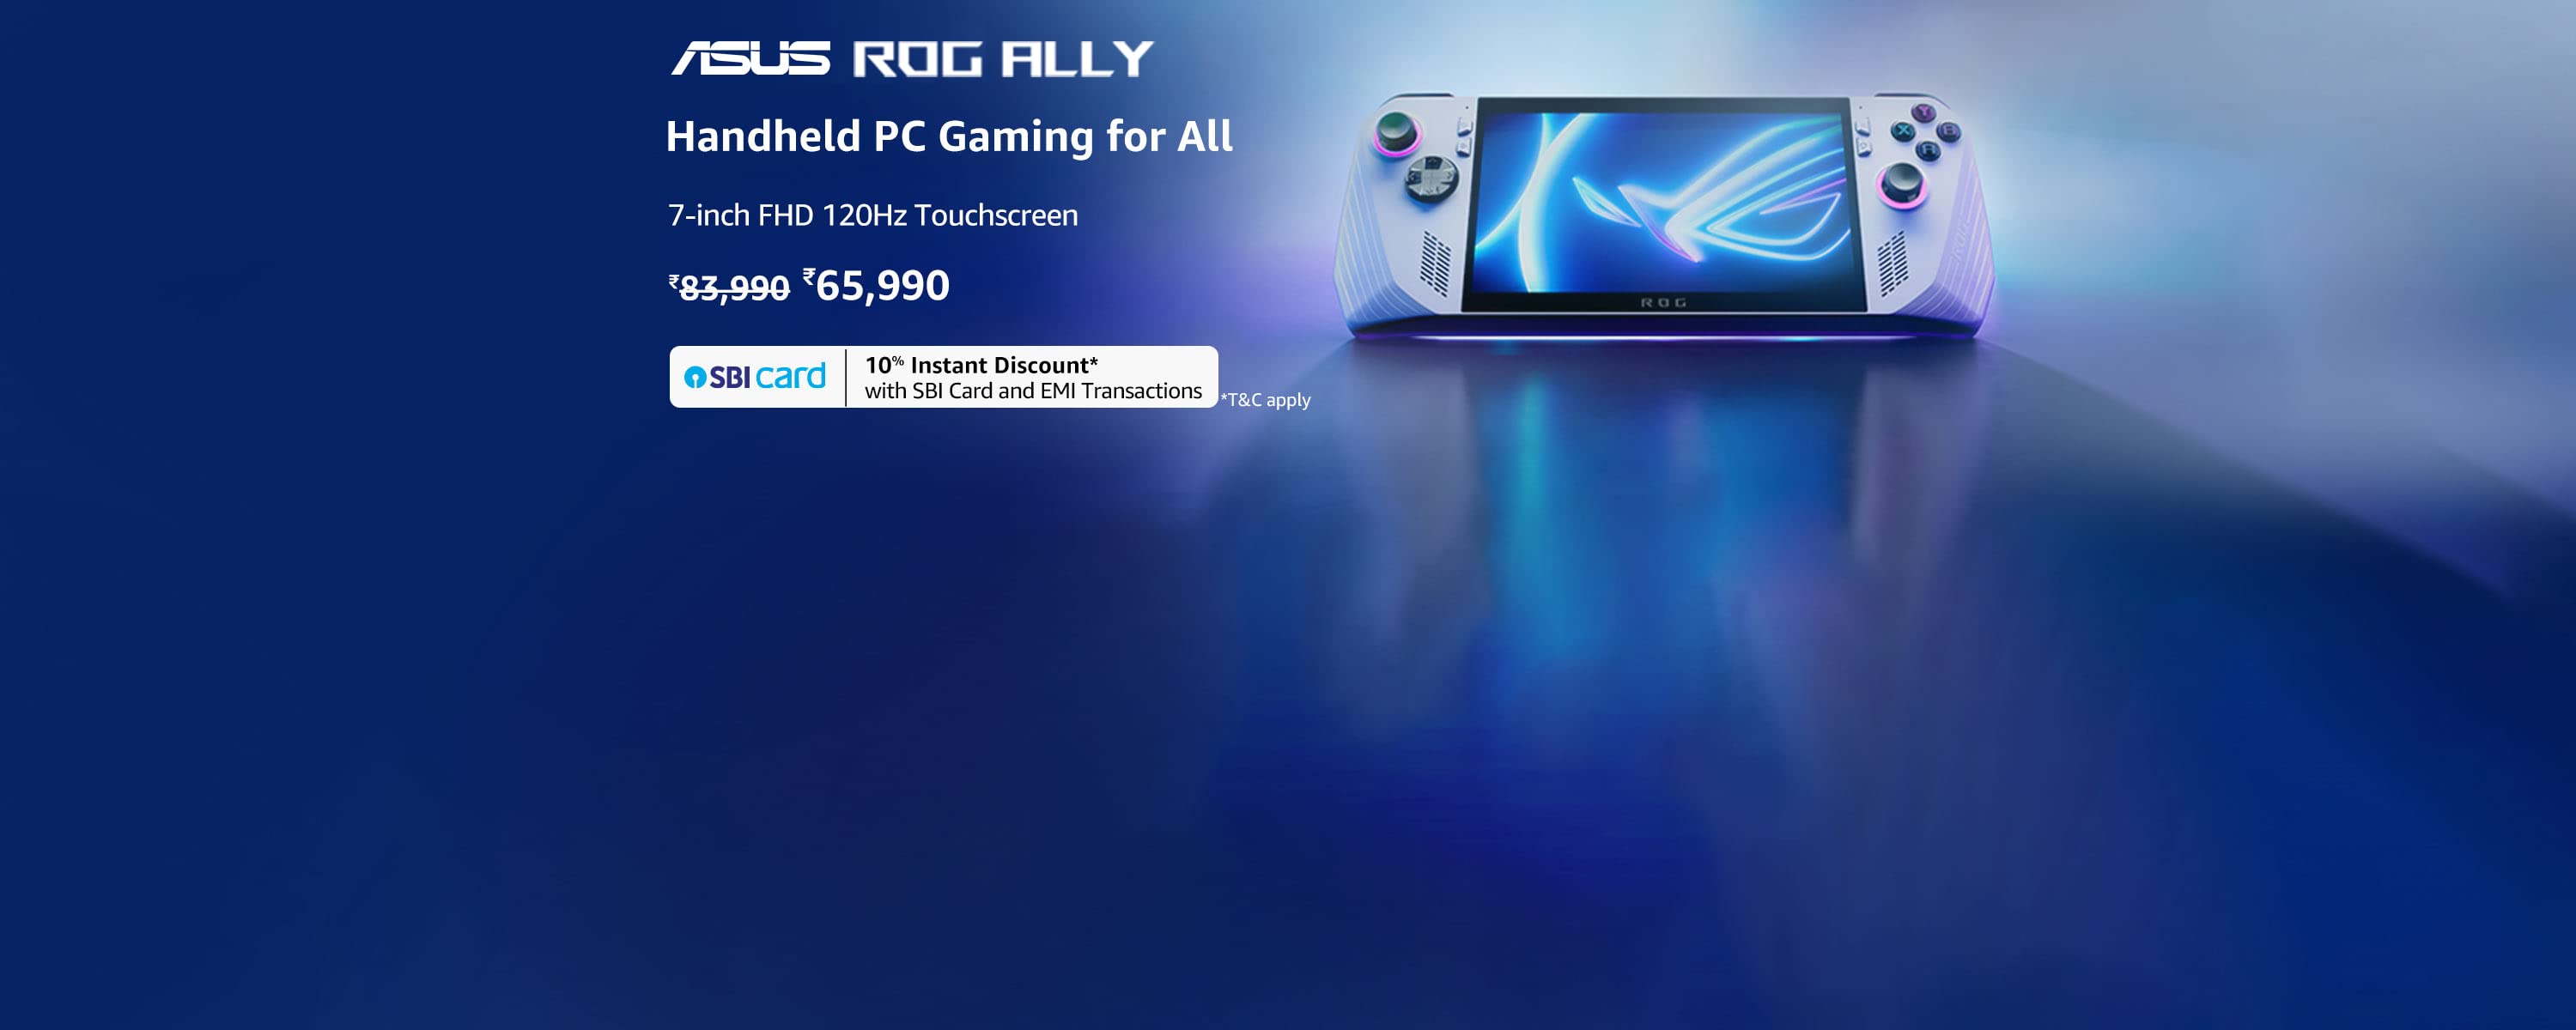 ASUS ROG ALLY
Handheld PC Gaming for All
7-inch FHD 120Hz Touchscreen
₹83,990 ₹65,990
SBI card
10% Instant Discount*
with SBI Card and EMI Transactions
*T&C apply
Y
X
B
A
ROG